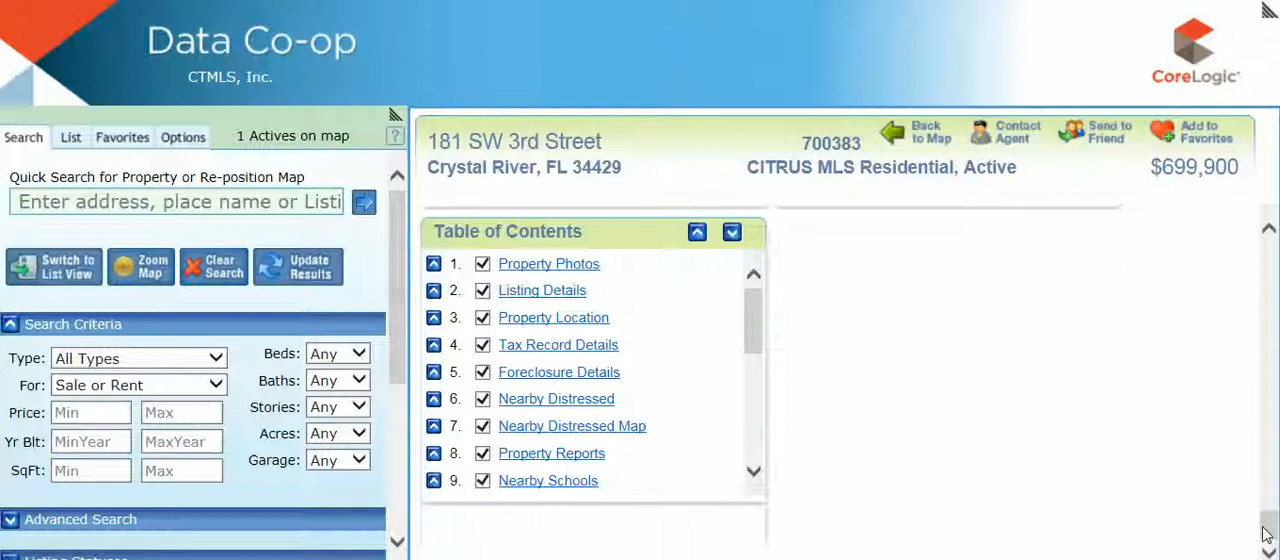 Data Co-op
CTMLS, Inc.
CoreLogic
Search List Favorites Options 1 Actives on map ?
Quick Search for Property or Re-position Map
Enter address, place name or Listi
Switch to List View
Zoom Map
Clear Search
Update Results
Search Criteria
Type: All Types
For: Sale or Rent
Price: Min Max
Yr Blt: MinYear MaxYear
SqFt: Min Max
Beds: Any
Baths: Any
Stories: Any
Acres: Any
Garage: Any
Advanced Search
181 SW 3rd Street
Crystal River, FL 34429
700383
CITRUS MLS Residential, Active
Back to Map
Contact Agent
Send to Friend
Add to Favorites
$699,900
Table of Contents
1. Property Photos
2. Listing Details
3. Property Location
4. Tax Record Details
5. Foreclosure Details
6. Nearby Distressed
7. Nearby Distressed Map
8. Property Reports
9. Nearby Schools